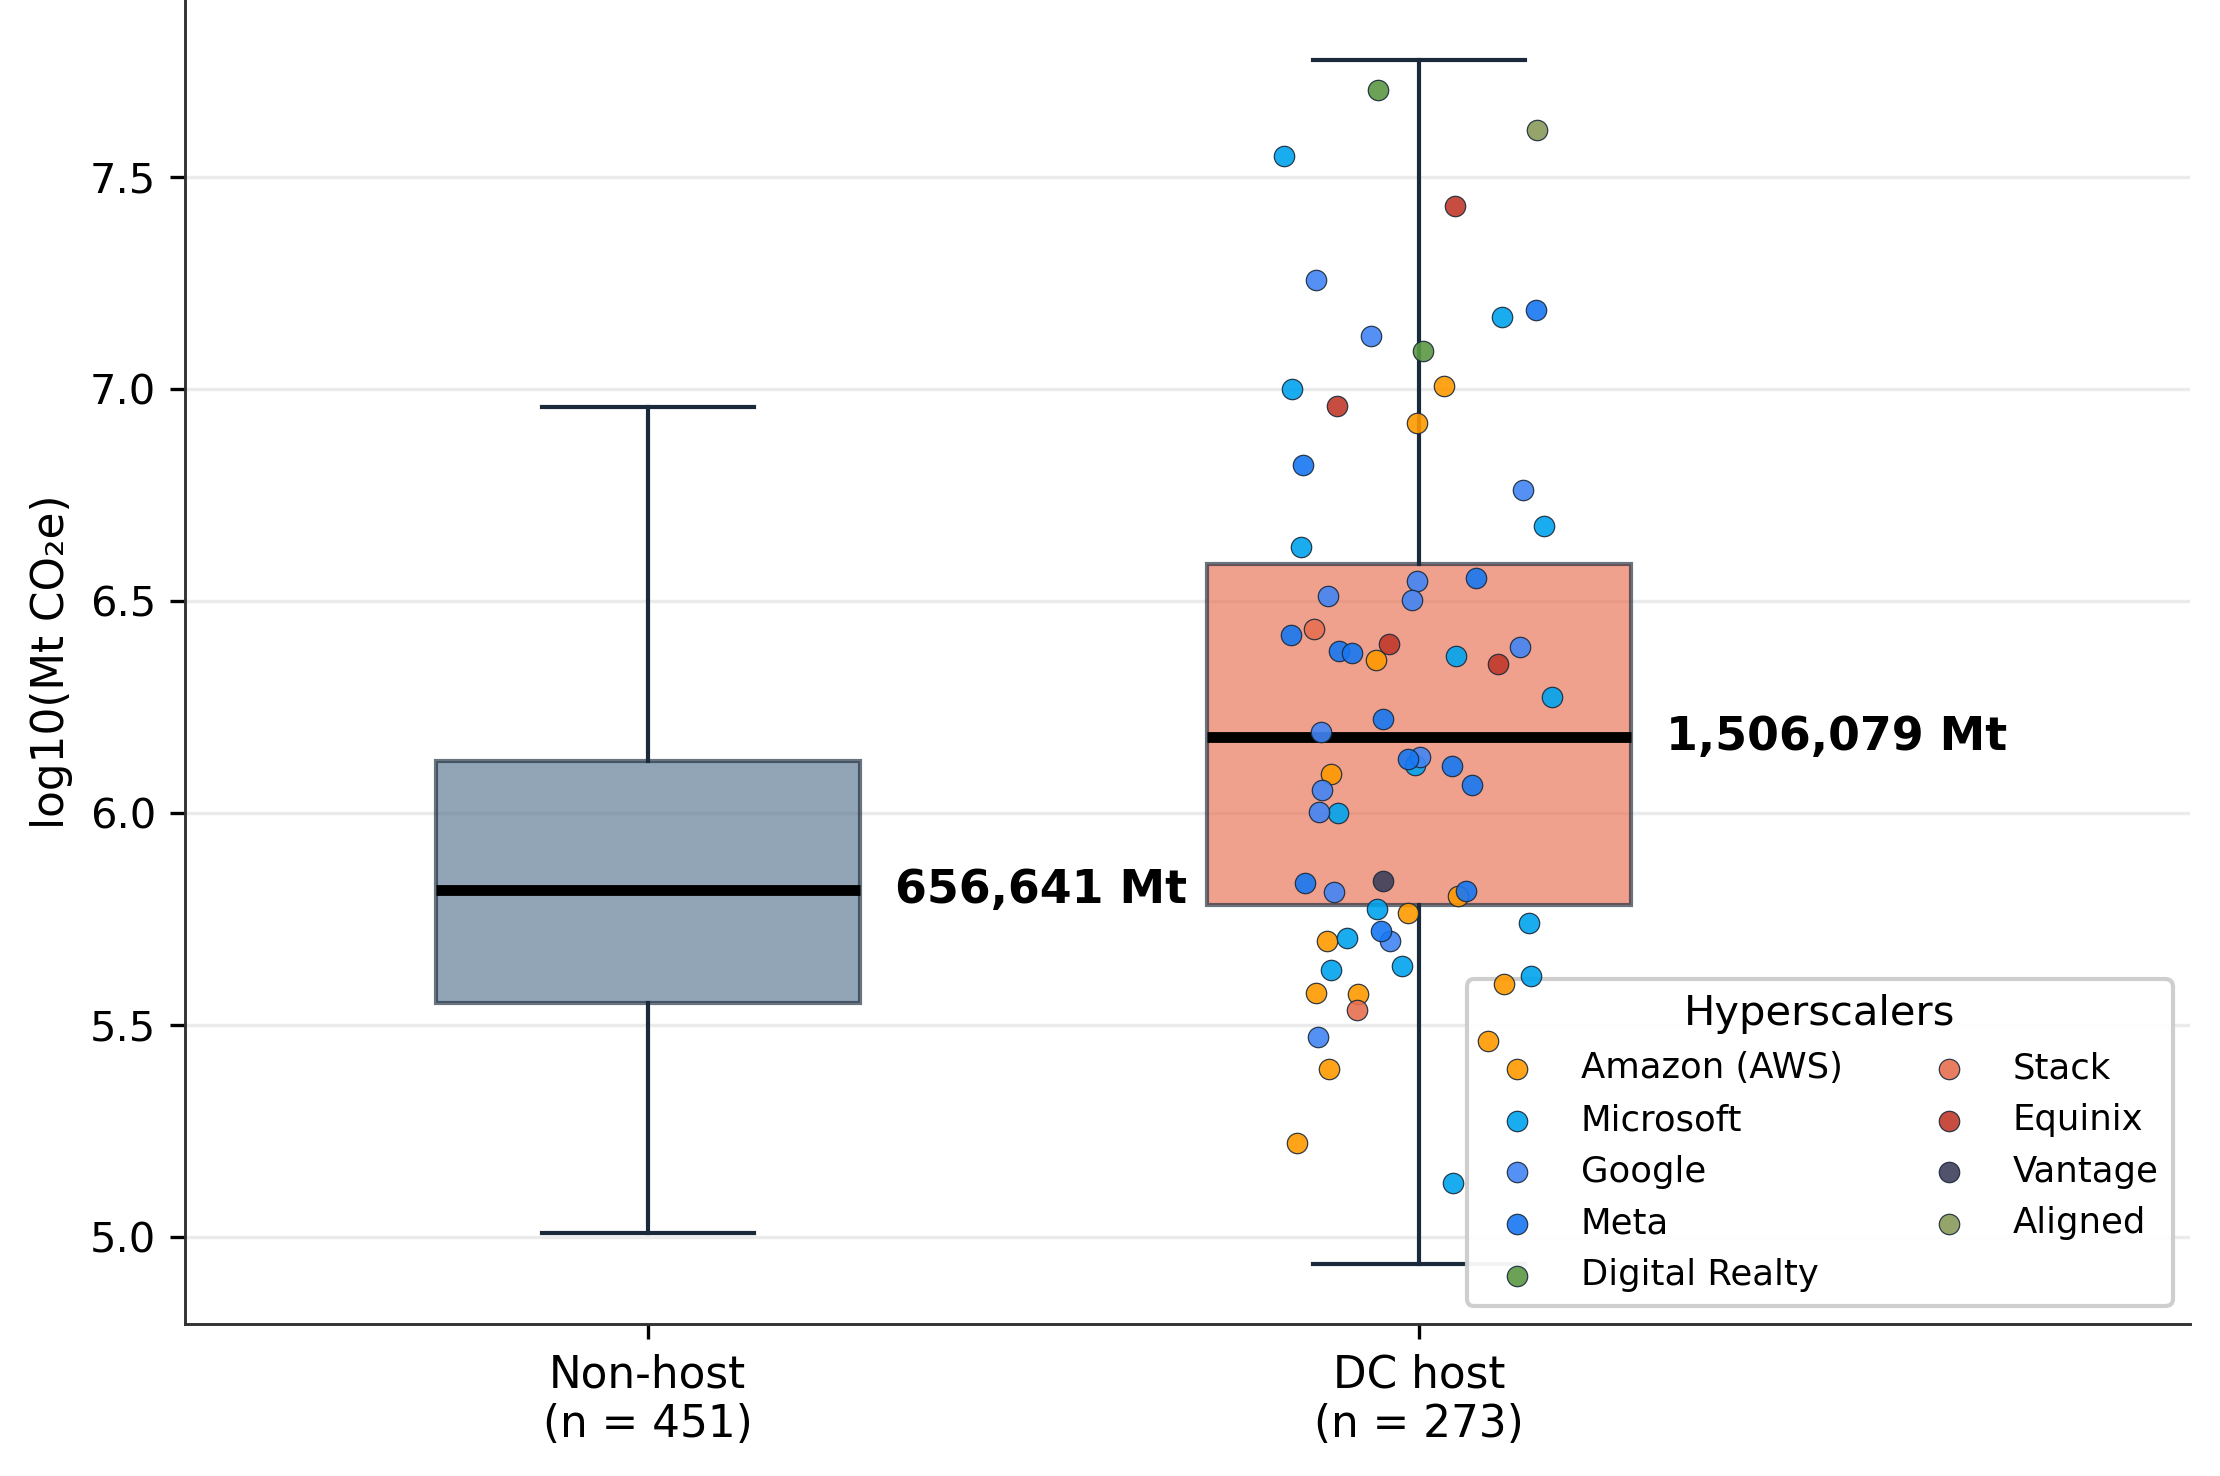 7.5
7.0
6.5
6.0
5.5
5.0
log10(Mt CO₂e)
656,641 Mt
1,506,079 Mt
Hyperscalers
Amazon (AWS)
Microsoft
Google
Meta
Digital Realty
Stack
Equinix
Vantage
Aligned
Non-host
(n = 451)
DC host
(n = 273)